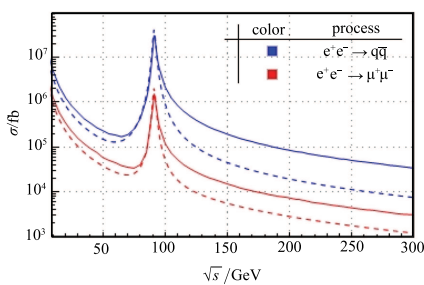 color process
e⁺e⁻→qq̅
e⁺e⁻→μ⁺μ⁻
σ/fb
10⁷
10⁶
10⁵
10⁴
10³
50 100 150 200 250 300
√s /GeV